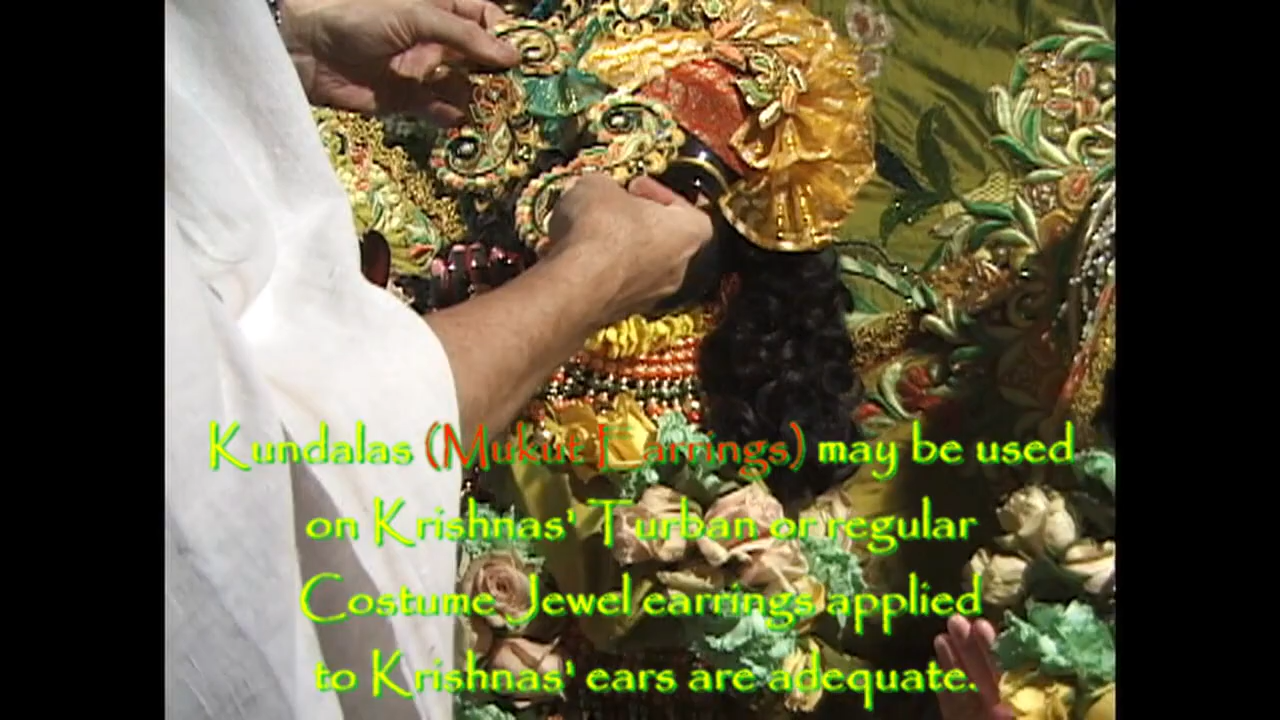 Kundalas (Mukut Earrings) may be used
on Krishnas' Turban or regular
Costume Jewel earrings applied
to Krishnas' ears are adequate.